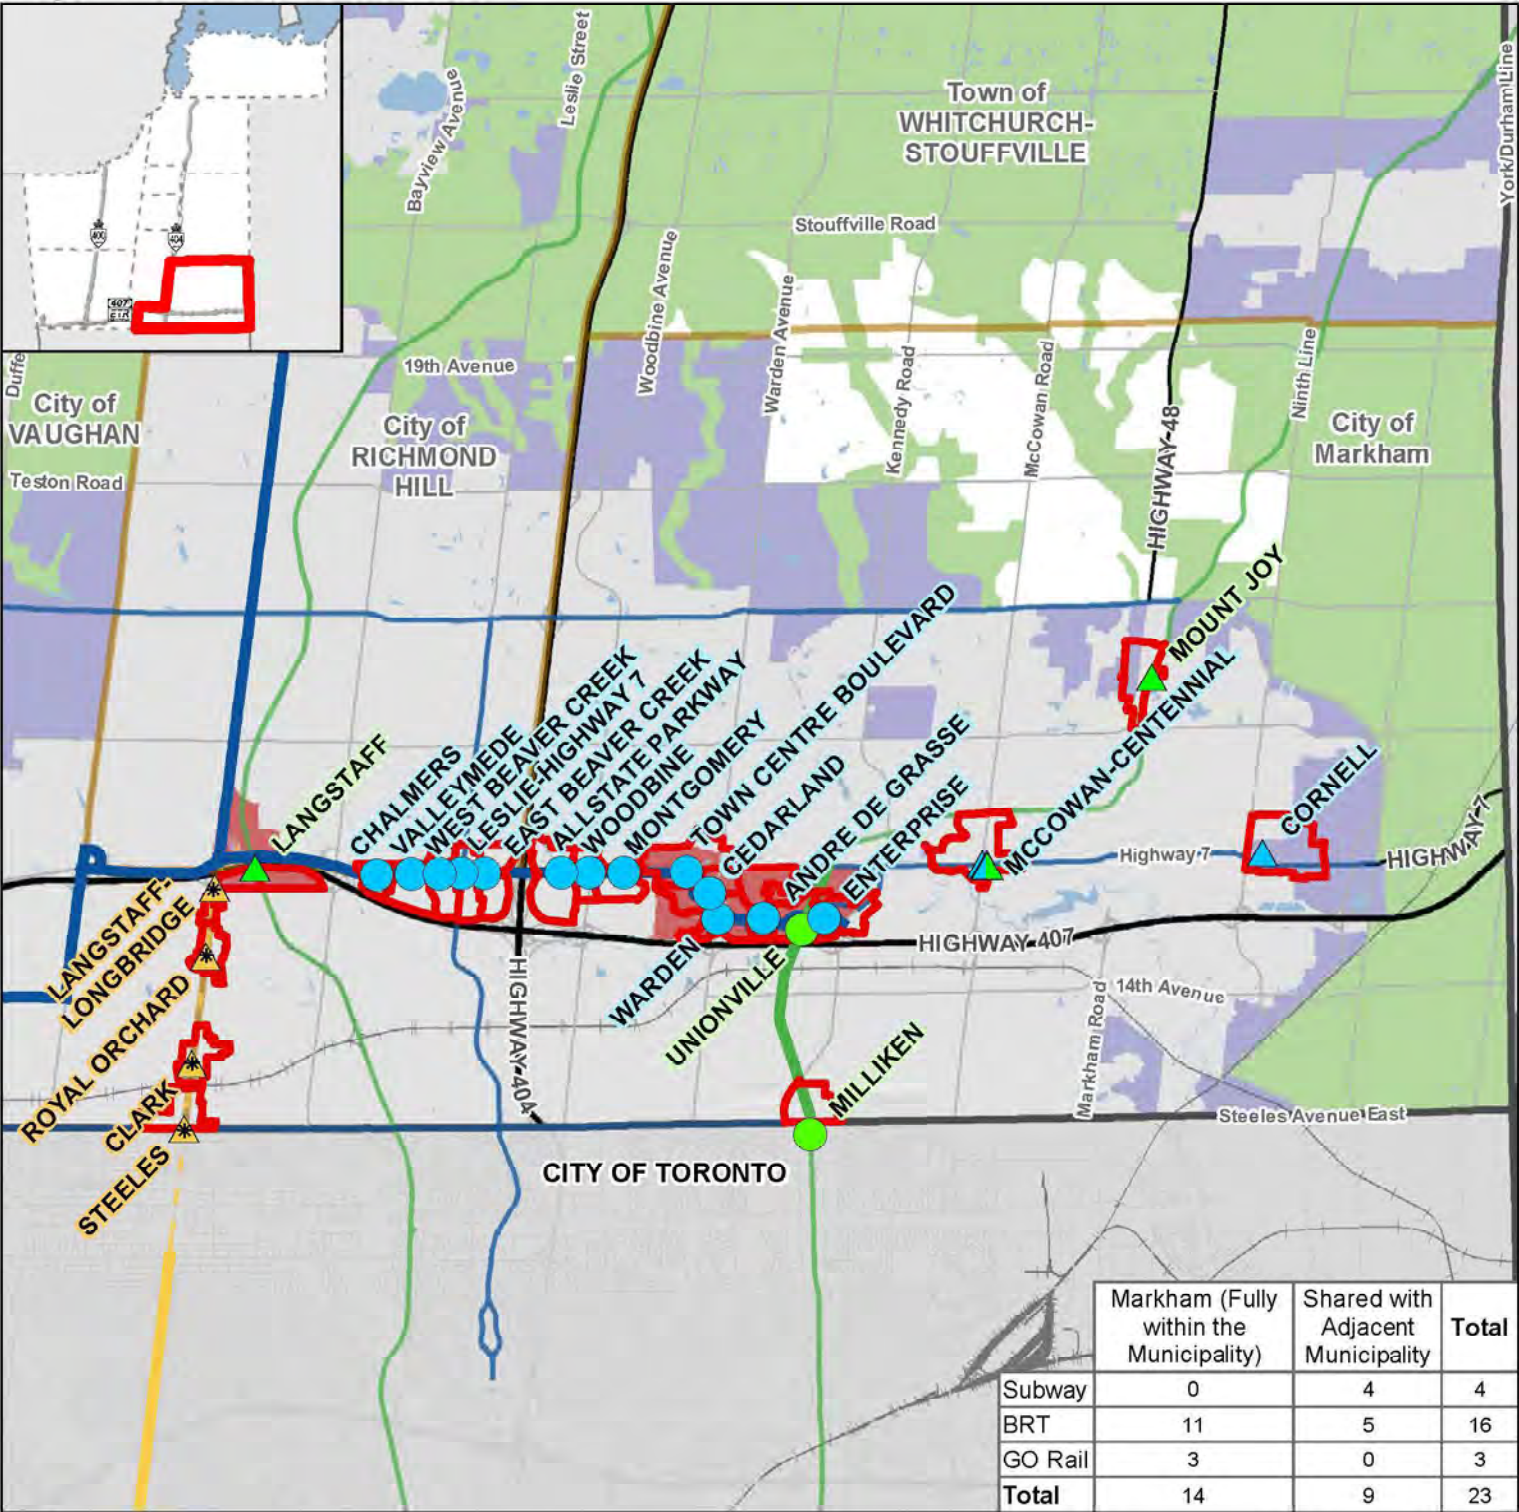 Town of
WHITCHURCH-
STOUFFVILLE
Leslie Street
Bayview Avenue
York/Durham Line
Stouffville Road
400
404
407
ETR
Woodbine Avenue
Warden Avenue
Kennedy Road
McCowan Road
HIGHWAY 48
Ninth Line
19th Avenue
Duffe
City of
VAUGHAN
City of
RICHMOND
HILL
City of
Markham
Teston Road
MOUNT JOY
LANGSTAFF
CHALMERS
VALLEYMEDE
WEST BEAVER CREEK
LESLIE-HIGHWAY 7
EAST BEAVER CREEK
ALLSTATE PARKWAY
WOODBINE
MONTGOMERY
TOWN CENTRE BOULEVARD
CEDARLAND
ANDRE DE GRASSE
ENTERPRISE
MCCOWAN-CENTENNIAL
CORNELL
Highway 7
HIGHWAY-7
LANGSTAFF-
LONGBRIDGE
ROYAL ORCHARD
CLARK
STEELES
WARDEN
UNIONVILLE
MILLIKEN
HIGHWAY 407
HIGHWAY-404
14th Avenue
Markham Road
Steeles Avenue East
CITY OF TORONTO
Markham (Fully within the Municipality) Shared with Adjacent Municipality Total
Subway 0 4 4
BRT 11 5 16
GO Rail 3 0 3
Total 14 9 23